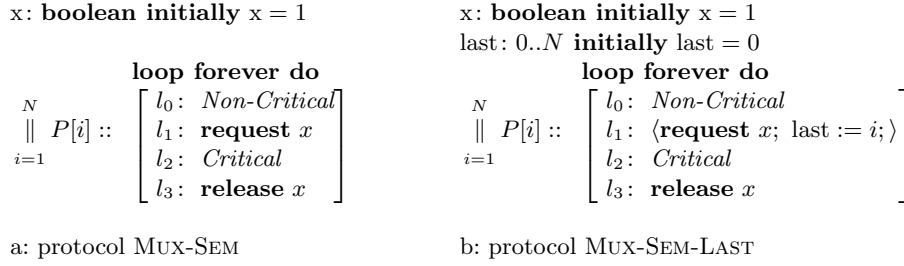 x: boolean initially x = 1
loop forever do
N
‖ P[i] ::
i=1
l0: Non-Critical
l1: request x
l2: Critical
l3: release x
a: protocol MUX-SEM
x: boolean initially x = 1
last: 0..N initially last = 0
loop forever do
N
‖ P[i] ::
i=1
l0: Non-Critical
l1: ⟨request x; last := i;⟩
l2: Critical
l3: release x
b: protocol MUX-SEM-LAST